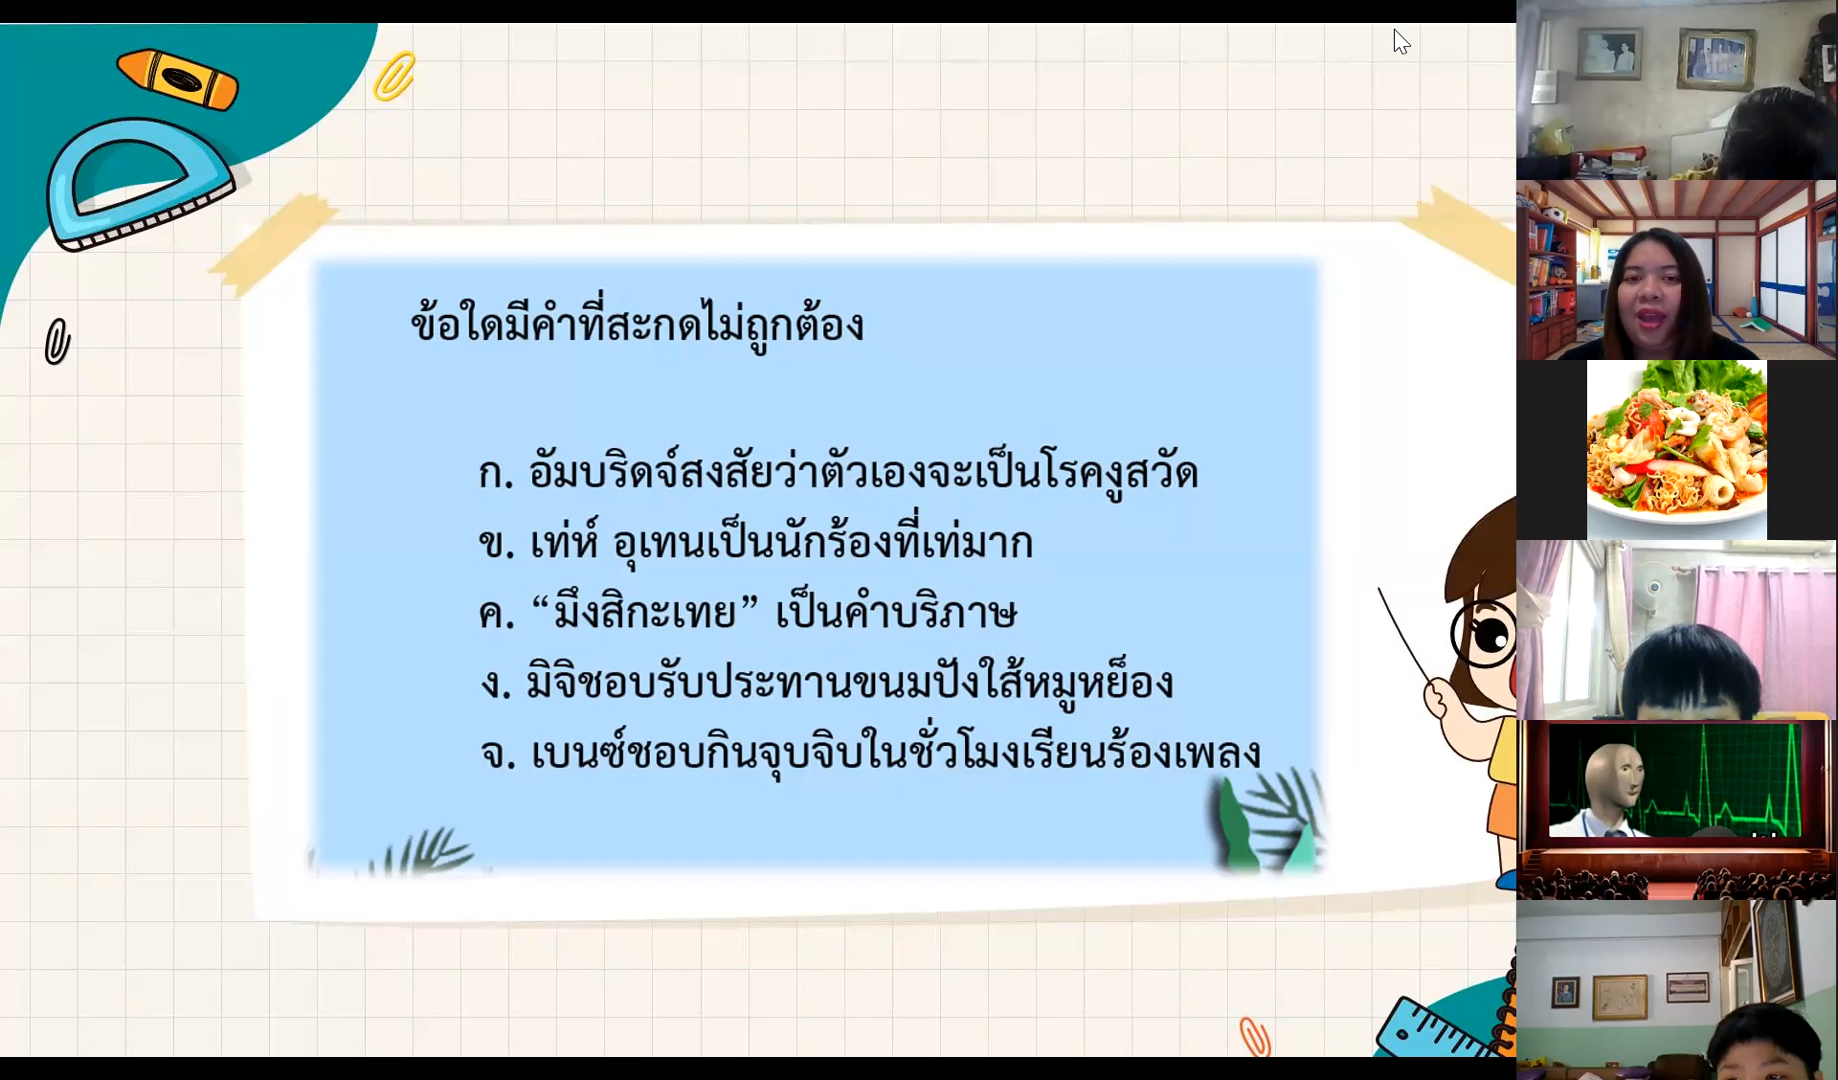 ข้อใดมีคำที่สะกดไม่ถูกต้อง
ก. อัมบริดจ์สงสัยว่าตัวเองจะเป็นโรคงูสวัด
ข. เท่ห์ อุเทนเป็นนักร้องที่เท่มาก
ค. “มึงสิกะเทย” เป็นคำบริภาษ
ง. มิจิชอบรับประทานขนมปังใส้หมูหย็อง
จ. เบนซ์ชอบกินจุบจิบในชั่วโมงเรียนร้องเพลง